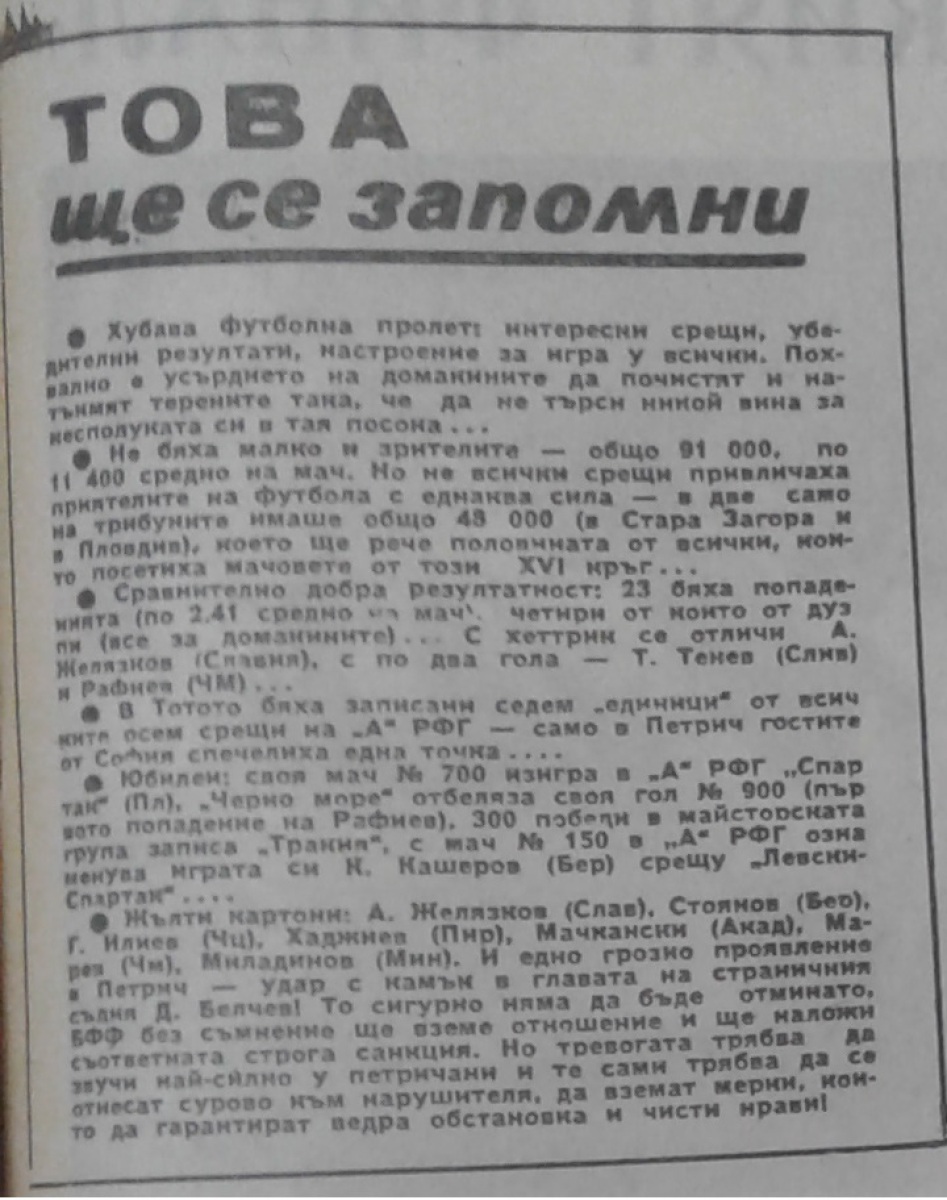 ТОВА
ще се запомни
● Хубава футболна пролет: интересни срещи, убе-
дителни резултати, настроение за игра у всички. Пох-
вално е усърдието на домакините да почистят и на-
тъкмят терените така, че да не търси никой вина за
несполуката си в тая посока...
● Не бяха малко и зрителите — общо 91 000, по
11 400 средно на мач. Но не всички срещи привличаха
приятелите на футбола с еднаква сила — в две само
на трибуните имаше общо 48 000 (в Стара Загора и
в Пловдив), което ще рече половината от всички, кои-
то посетиха мачовете от този XVI кръг...
● Сравнително добра резултатност: 23 бяха попаде-
нията (по 2.41 средно на мач), четири от които от дуз
пи (все за домакините)... С хеттрик се отличи А.
Желязков (Славия), с по два гола — Т. Тенев (Слив)
и Рафиев (ЧМ)...
● В Тотото бяха записани седем „единици“ от всич
ките осем срещи на „А“ РФГ — само в Петрич гостите
от София спечелиха една точка....
● Юбилеи: своя мач № 700 изигра в „А“ РФГ „Спар
так“ (Пл), „Черно море“ отбеляза своя гол № 900 (пър
вото попадение на Рафиев), 300 победи в майсторската
група записа „Тракия“, с мач № 150 в „А“ РФГ озна
менува играта си К. Кашеров (Бер) срещу „Левски-
Спартак“....
● Жълти картони: А. Желязков (Слав), Стоянов (Бер),
Г. Илиев (Чц), Хаджиев (Пир), Мачкански (Акад), Ма-
рев (Чм), Миладинов (Мин). И едно грозно проявление
в Петрич — удар с камък в главата на страничния
съдия Д. Белчев! То сигурно няма да бъде отминато,
БФФ без съмнение ще вземе отношение и ще наложи
съответната строга санкция. Но тревогата трябва да
звучи най-силно у петричани и те сами трябва да се
отнесат сурово към нарушителя, да вземат мерки, кои-
то да гарантират ведра обстановка и чисти нрави!